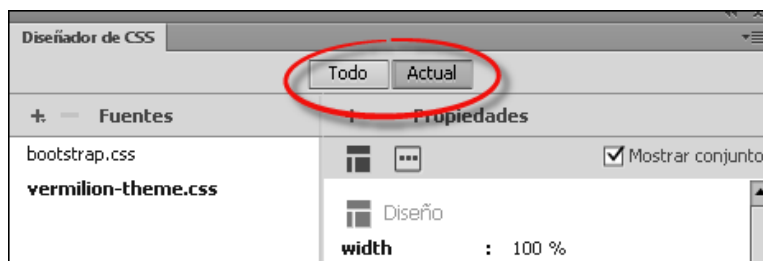 Diseñador de CSS
Todo Actual
Fuentes Propiedades
bootstrap.css Mostrar conjunto
vermilion-theme.css
Diseño
width : 100 %